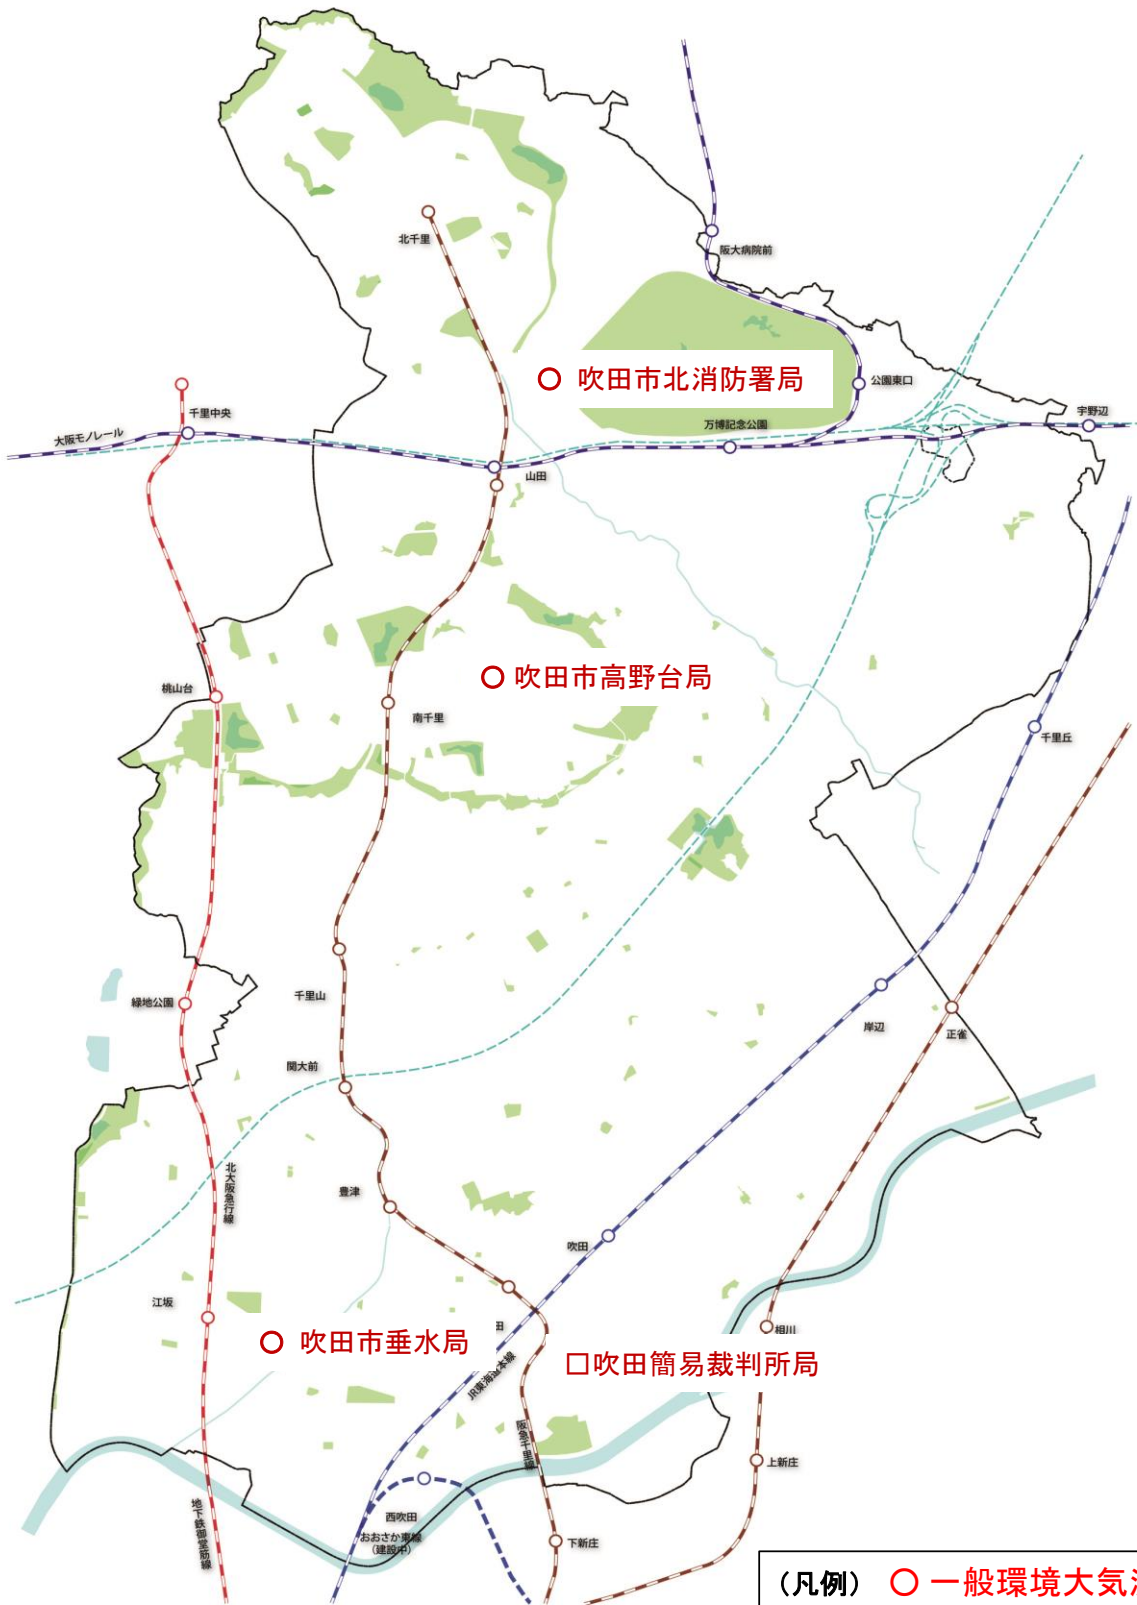 北千里
阪大病院前
○ 吹田市北消防署局
公園東口
千里中央
大阪モノレール
万博記念公園
宇野辺
山田
○ 吹田市高野台局
桃山台
南千里
千里丘
緑地公園
千里山
岸辺
正雀
関大前
北大阪急行線
豊津
吹田
江坂
田
相川
○ 吹田市垂水局
□吹田簡易裁判所局
JR東海道本線
阪急千里線
上新庄
地下鉄御堂筋線
西吹田
おおさか東線
(建設中)
下新庄
(凡例) ○ 一般環境大気